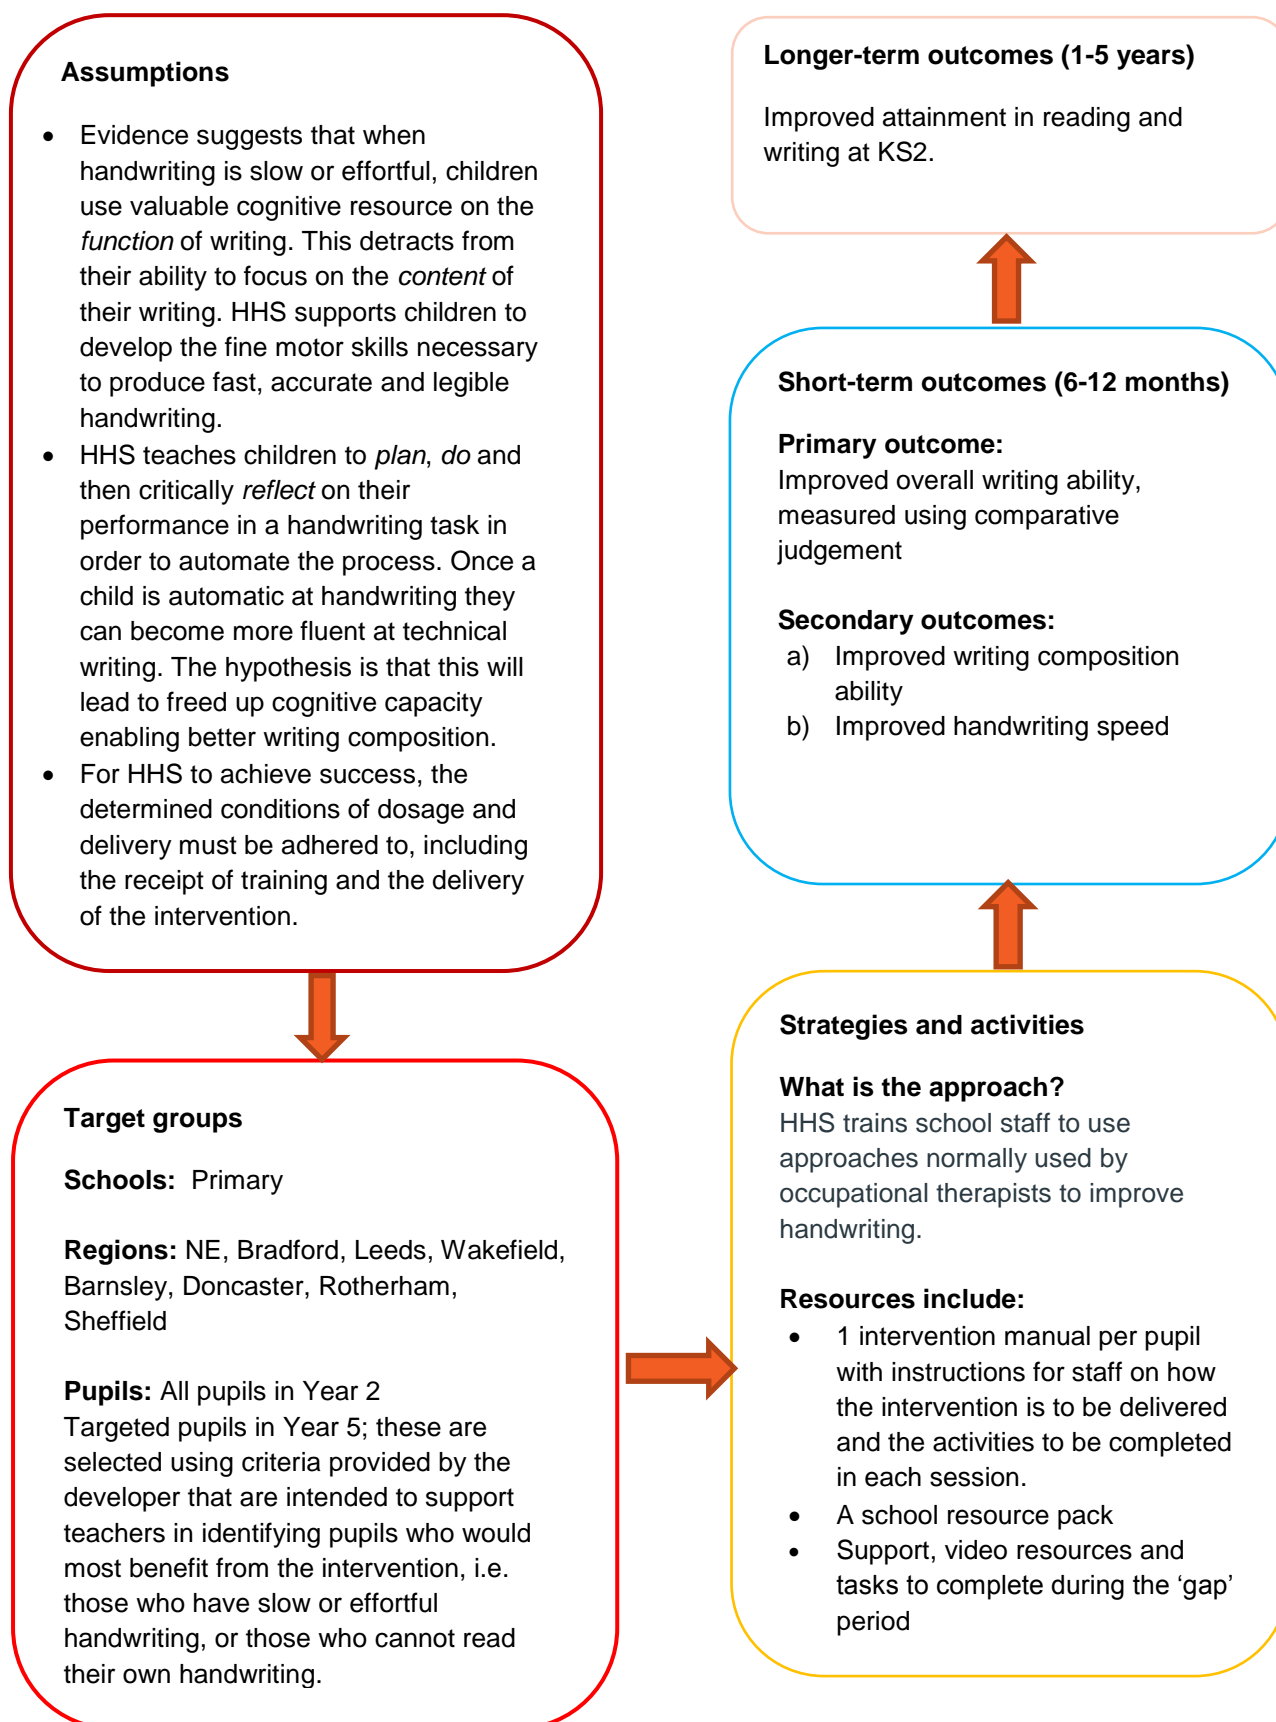 Assumptions
• Evidence suggests that when
handwriting is slow or effortful, children
use valuable cognitive resource on the
function of writing. This detracts from
their ability to focus on the content of
their writing. HHS supports children to
develop the fine motor skills necessary
to produce fast, accurate and legible
handwriting.
• HHS teaches children to plan, do and
then critically reflect on their
performance in a handwriting task in
order to automate the process. Once a
child is automatic at handwriting they
can become more fluent at technical
writing. The hypothesis is that this will
lead to freed up cognitive capacity
enabling better writing composition.
• For HHS to achieve success, the
determined conditions of dosage and
delivery must be adhered to, including
the receipt of training and the delivery
of the intervention.
Target groups
Schools: Primary
Regions: NE, Bradford, Leeds, Wakefield,
Barnsley, Doncaster, Rotherham,
Sheffield
Pupils: All pupils in Year 2
Targeted pupils in Year 5; these are
selected using criteria provided by the
developer that are intended to support
teachers in identifying pupils who would
most benefit from the intervention, i.e.
those who have slow or effortful
handwriting, or those who cannot read
their own handwriting.
Strategies and activities
What is the approach?
HHS trains school staff to use
approaches normally used by
occupational therapists to improve
handwriting.
Resources include:
• 1 intervention manual per pupil
with instructions for staff on how
the intervention is to be delivered
and the activities to be completed
in each session.
• A school resource pack
• Support, video resources and
tasks to complete during the ‘gap’
period
Short-term outcomes (6-12 months)
Primary outcome:
Improved overall writing ability,
measured using comparative
judgement
Secondary outcomes:
a) Improved writing composition
ability
b) Improved handwriting speed
Longer-term outcomes (1-5 years)
Improved attainment in reading and
writing at KS2.